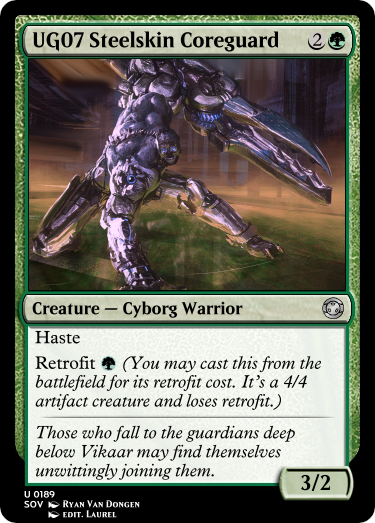 UG07 Steelskin Coreguard 2
Creature — Cyborg Warrior
Haste
Retrofit (You may cast this from the
battlefield for its retrofit cost. It's a 4/4
artifact creature and loses retrofit.)
Those who fall to the guardians deep
below Vikaar may find themselves
unwittingly joining them.
3/2
U 0189
SOV RYAN VAN DONGEN
EDIT. LAUREL